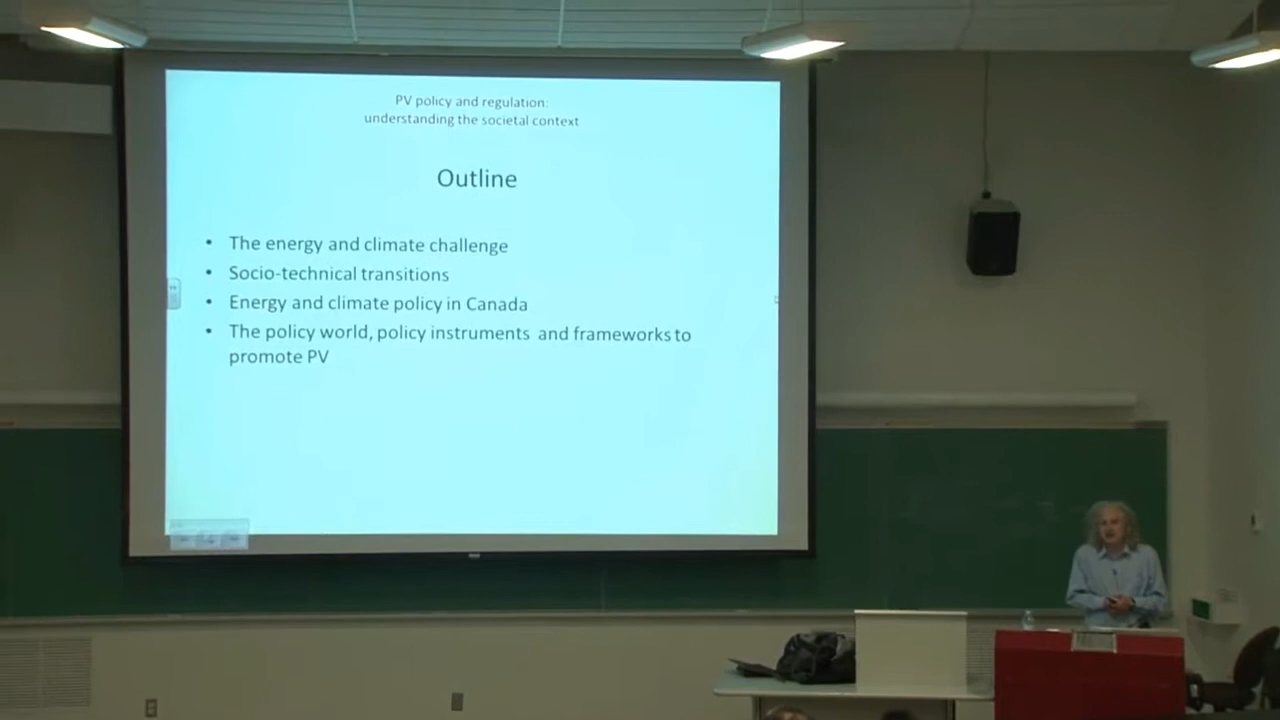 PV policy and regulation:
understanding the societal context
Outline
• The energy and climate challenge
• Socio-technical transitions
• Energy and climate policy in Canada
• The policy world, policy instruments and frameworks to
promote PV